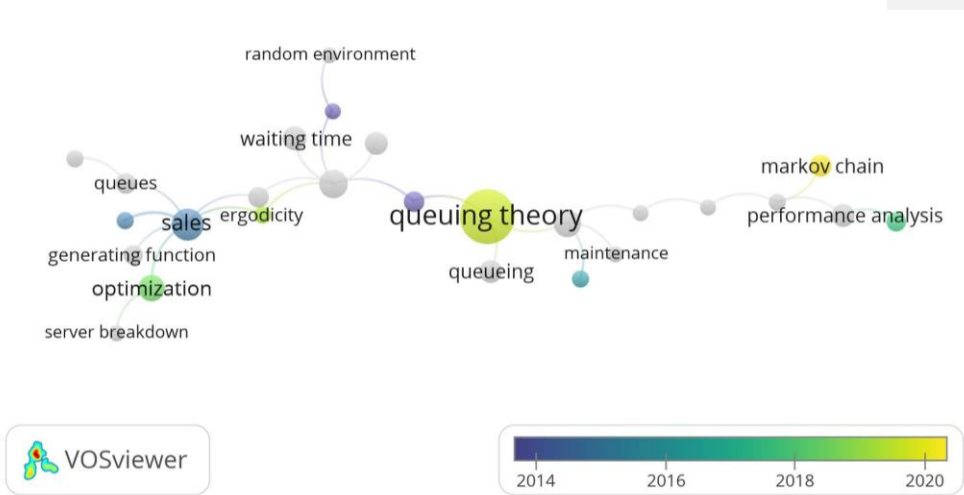 random environment
waiting time
markov chain
queues
sales
ergodicity
queuing theory
performance analysis
generating function
maintenance
queueing
optimization
server breakdown
VOSviewer
2014
2016
2018
2020